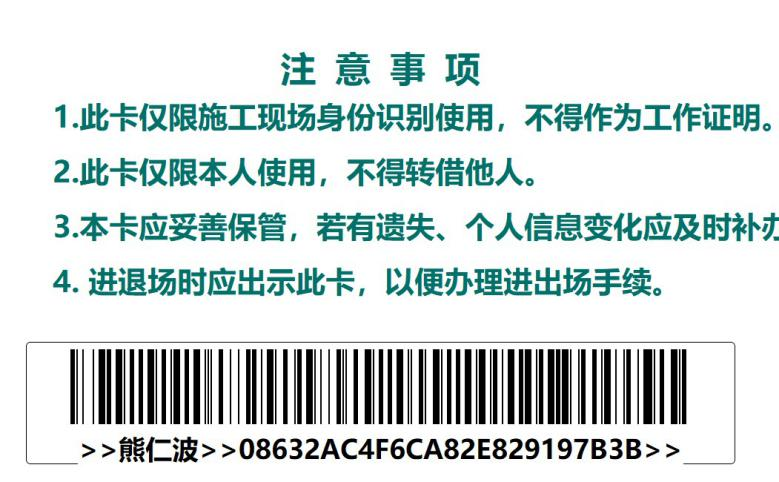 注 意 事 项
1.此卡仅限施工现场身份识别使用，不得作为工作证明。
2.此卡仅限本人使用，不得转借他人。
3.本卡应妥善保管，若有遗失、个人信息变化应及时补办
4. 进退场时应出示此卡，以便办理进出场手续。
>>熊仁波>>08632AC4F6CA82E829197B3B>>